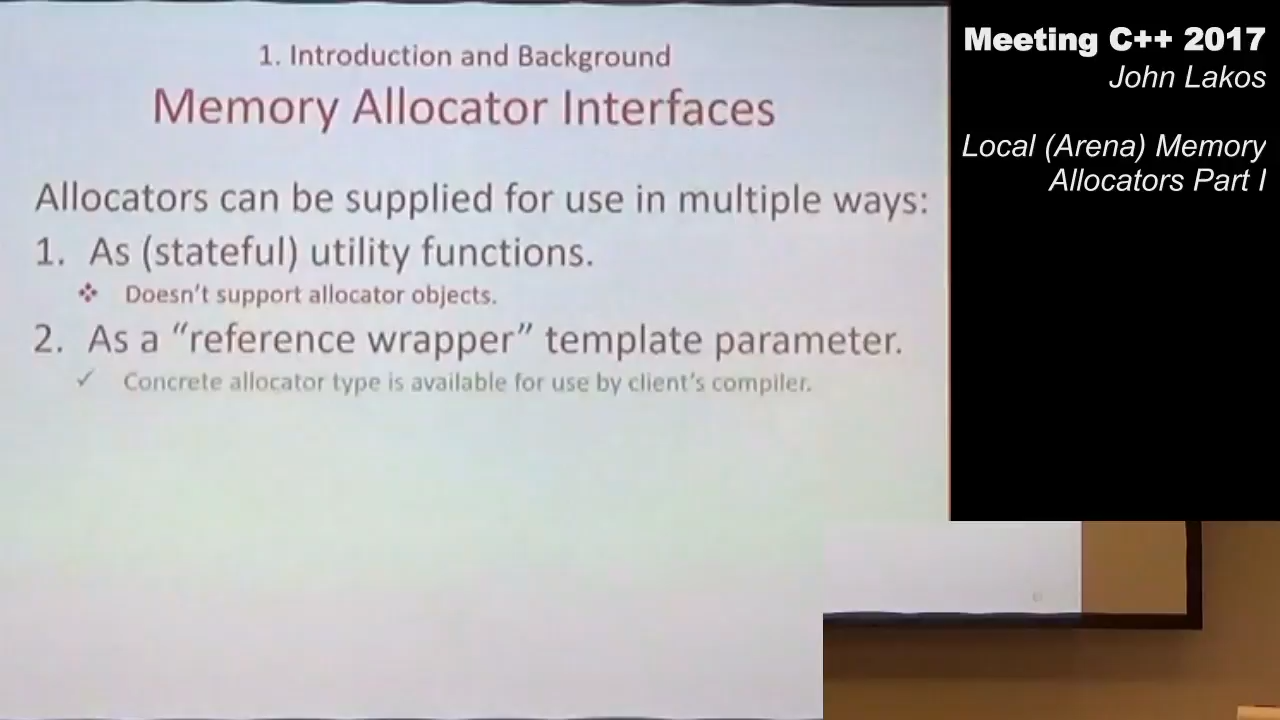 1. Introduction and Background
Memory Allocator Interfaces
Allocators can be supplied for use in multiple ways:
1. As (stateful) utility functions.
❖ Doesn't support allocator objects.
2. As a “reference wrapper” template parameter.
✓ Concrete allocator type is available for use by client's compiler.
Meeting C++ 2017
John Lakos
Local (Arena) Memory
Allocators Part I